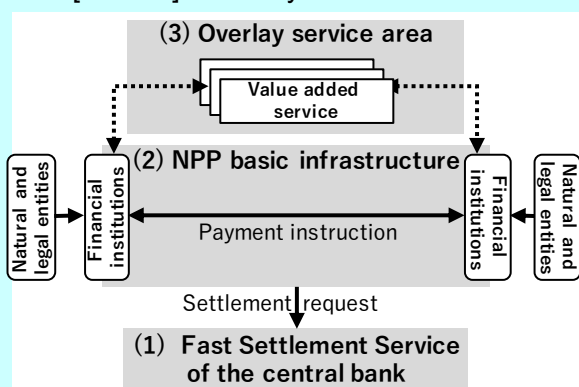 (3) Overlay service area
Value added
service
(2) NPP basic infrastructure
Natural and
legal entities
Financial
institutions
Payment instruction
Financial
institutions
Natural and
legal entities
Settlement request
(1) Fast Settlement Service
of the central bank